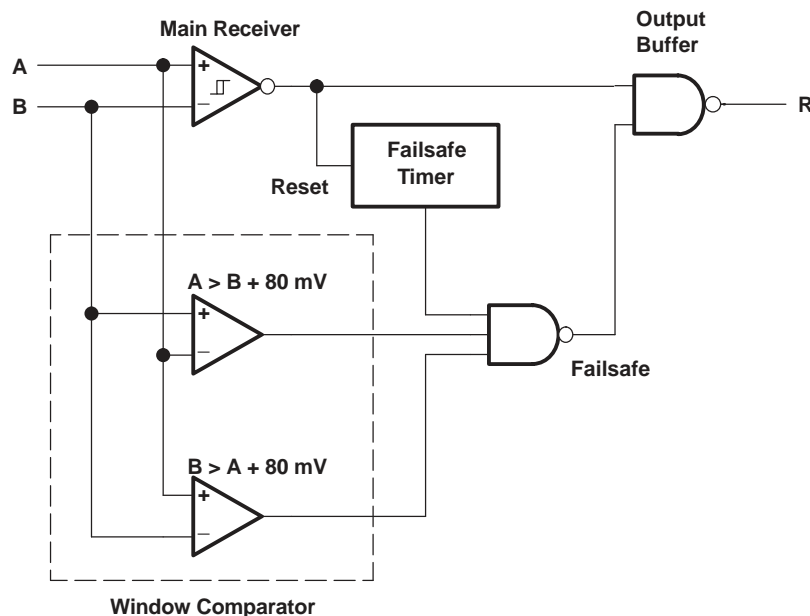 Main Receiver
Output
Buffer
A
B
+
_
R
Reset
Failsafe
Timer
A > B + 80 mV
+
_
Failsafe
B > A + 80 mV
+
_
Window Comparator